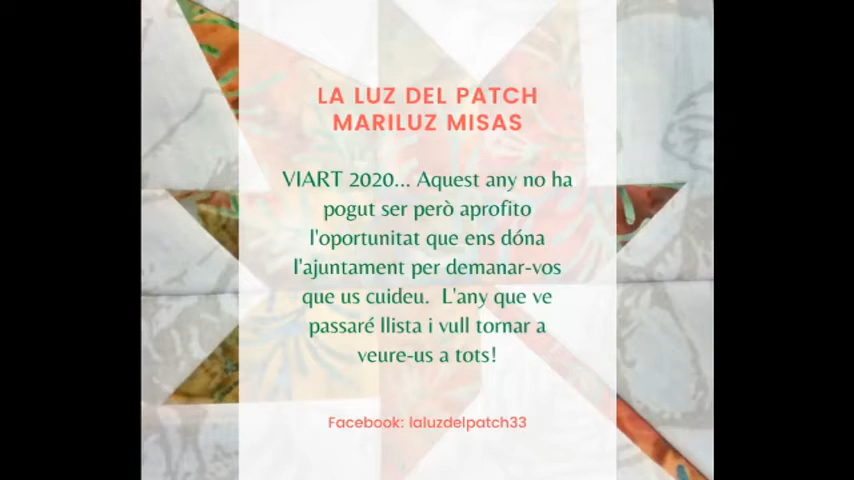 LA LUZ DEL PATCH
MARILUZ MISAS
VIART 2020... Aquest any no ha
pogut ser però aprofito
l'oportunitat que ens dóna
l'ajuntament per demanar-vos
que us cuideu. L'any que ve
passaré llista i vull tornar a
veure-us a tots!
Facebook: laluzdelpatch33